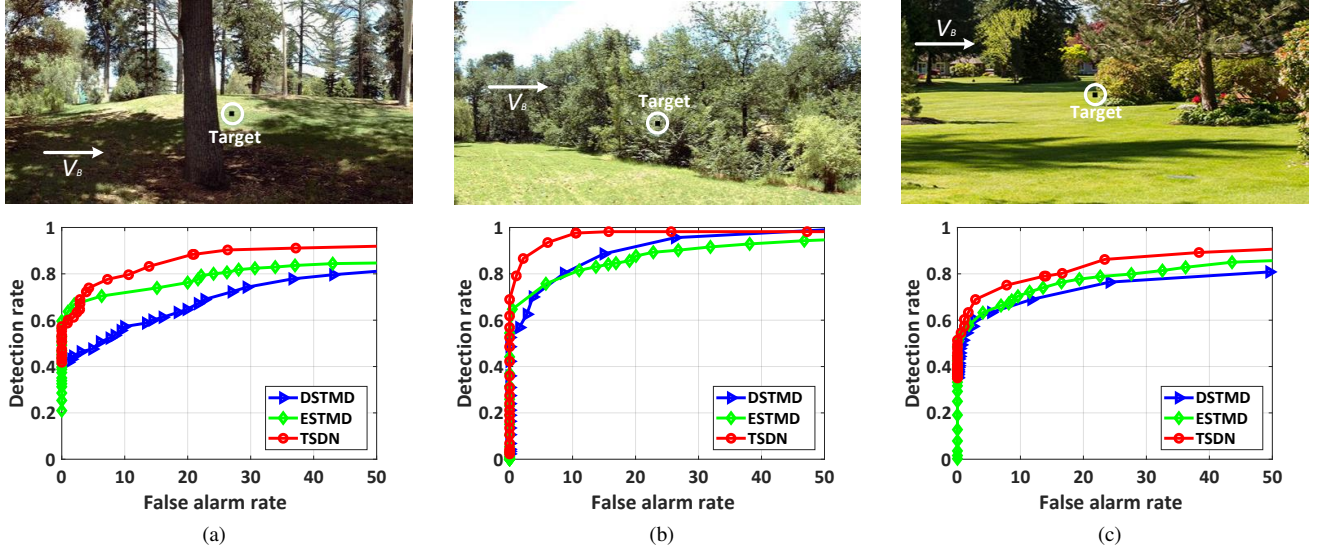 V_B
Target
V_B
Target
V_B
Target
Detection rate
1
0.8
0.6
0.4
0.2
0
0 10 20 30 40 50
False alarm rate
DSTMD
ESTMD
TSDN
(a)
Detection rate
1
0.8
0.6
0.4
0.2
0
0 10 20 30 40 50
False alarm rate
DSTMD
ESTMD
TSDN
(b)
Detection rate
1
0.8
0.6
0.4
0.2
0
0 10 20 30 40 50
False alarm rate
DSTMD
ESTMD
TSDN
(c)